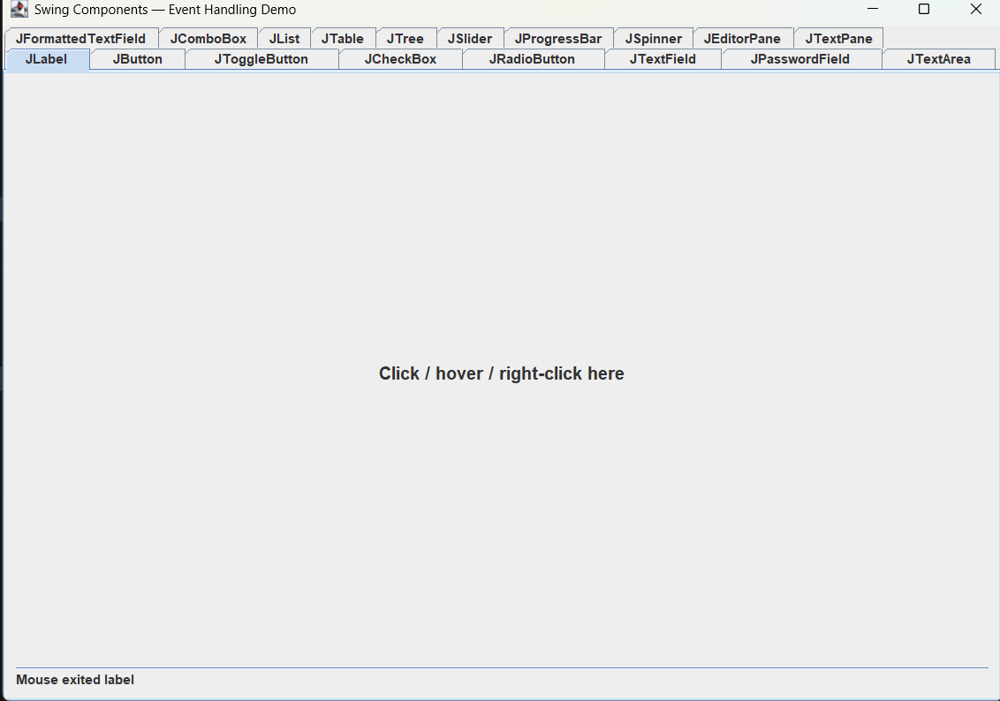 Swing Components — Event Handling Demo
JFormattedTextField JComboBox JList JTable JTree JSlider JProgressBar JSpinner JEditorPane JTextPane
JLabel JButton JToggleButton JCheckBox JRadioButton JTextField JPasswordField JTextArea
Click / hover / right-click here
Mouse exited label